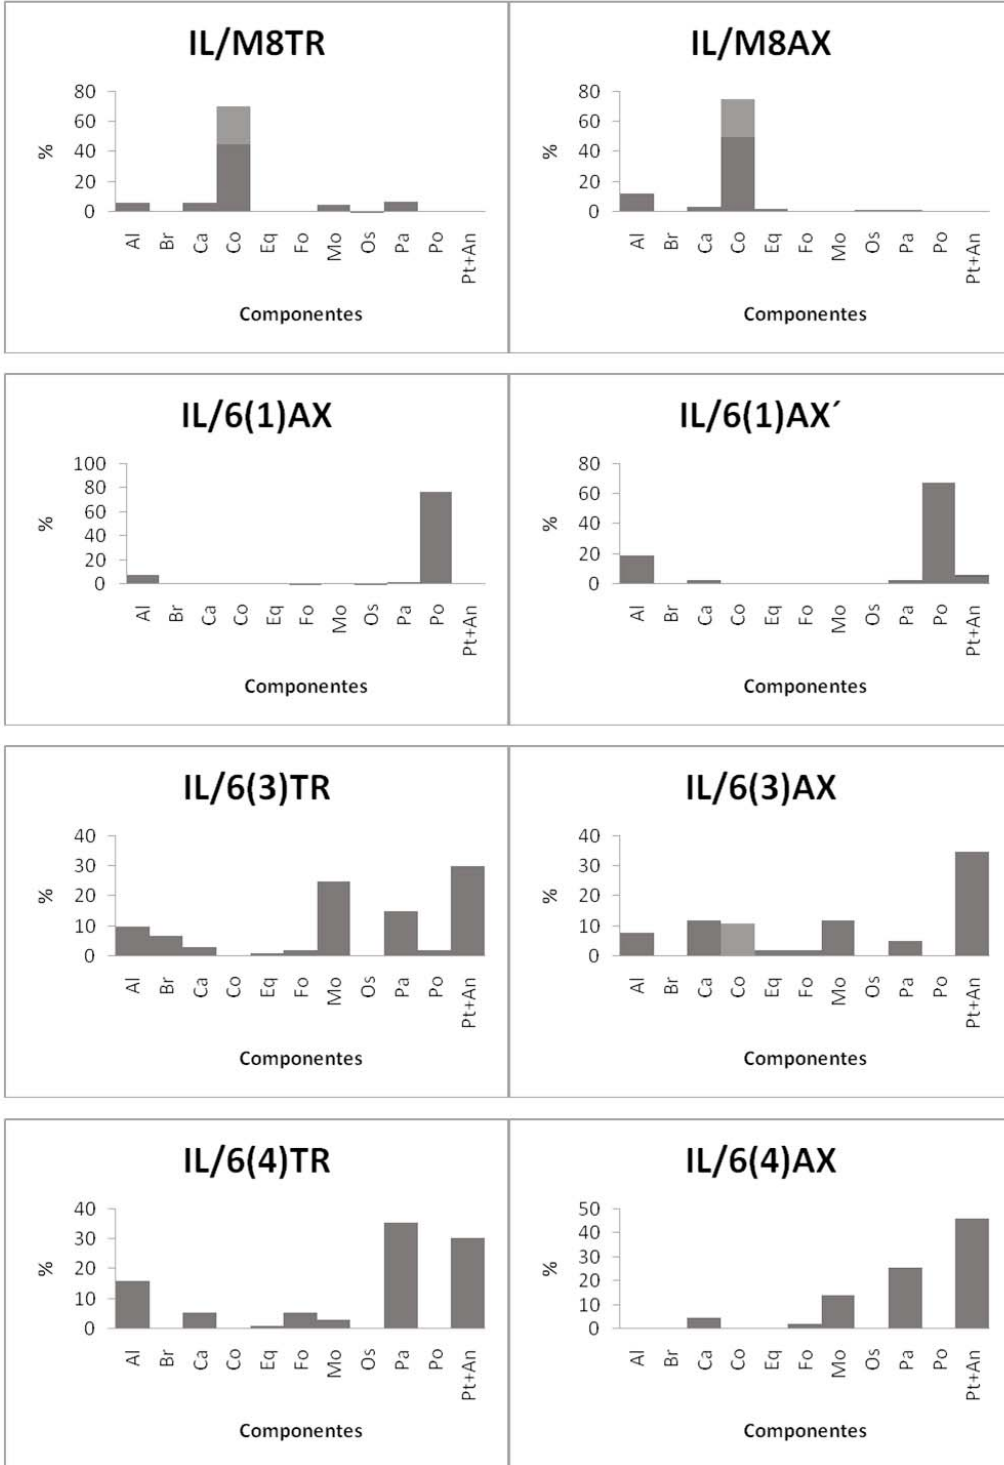 IL/M8TR
80
60
40
20
0
%
Al Br Ca Co Eq Fo Mo Os Pa Po Pt+An
Componentes
IL/M8AX
80
60
40
20
0
%
Al Br Ca Co Eq Fo Mo Os Pa Po Pt+An
Componentes
IL/6(1)AX
100
80
60
40
20
0
%
Al Br Ca Co Eq Fo Mo Os Pa Po Pt+An
Componentes
IL/6(1)AX´
80
60
40
20
0
%
Al Br Ca Co Eq Fo Mo Os Pa Po Pt+An
Componentes
IL/6(3)TR
40
30
20
10
0
%
Al Br Ca Co Eq Fo Mo Os Pa Po Pt+An
Componentes
IL/6(3)AX
40
30
20
10
0
%
Al Br Ca Co Eq Fo Mo Os Pa Po Pt+An
Componentes
IL/6(4)TR
40
30
20
10
0
%
Al Br Ca Co Eq Fo Mo Os Pa Po Pt+An
Componentes
IL/6(4)AX
50
40
30
20
10
0
%
Al Br Ca Co Eq Fo Mo Os Pa Po Pt+An
Componentes